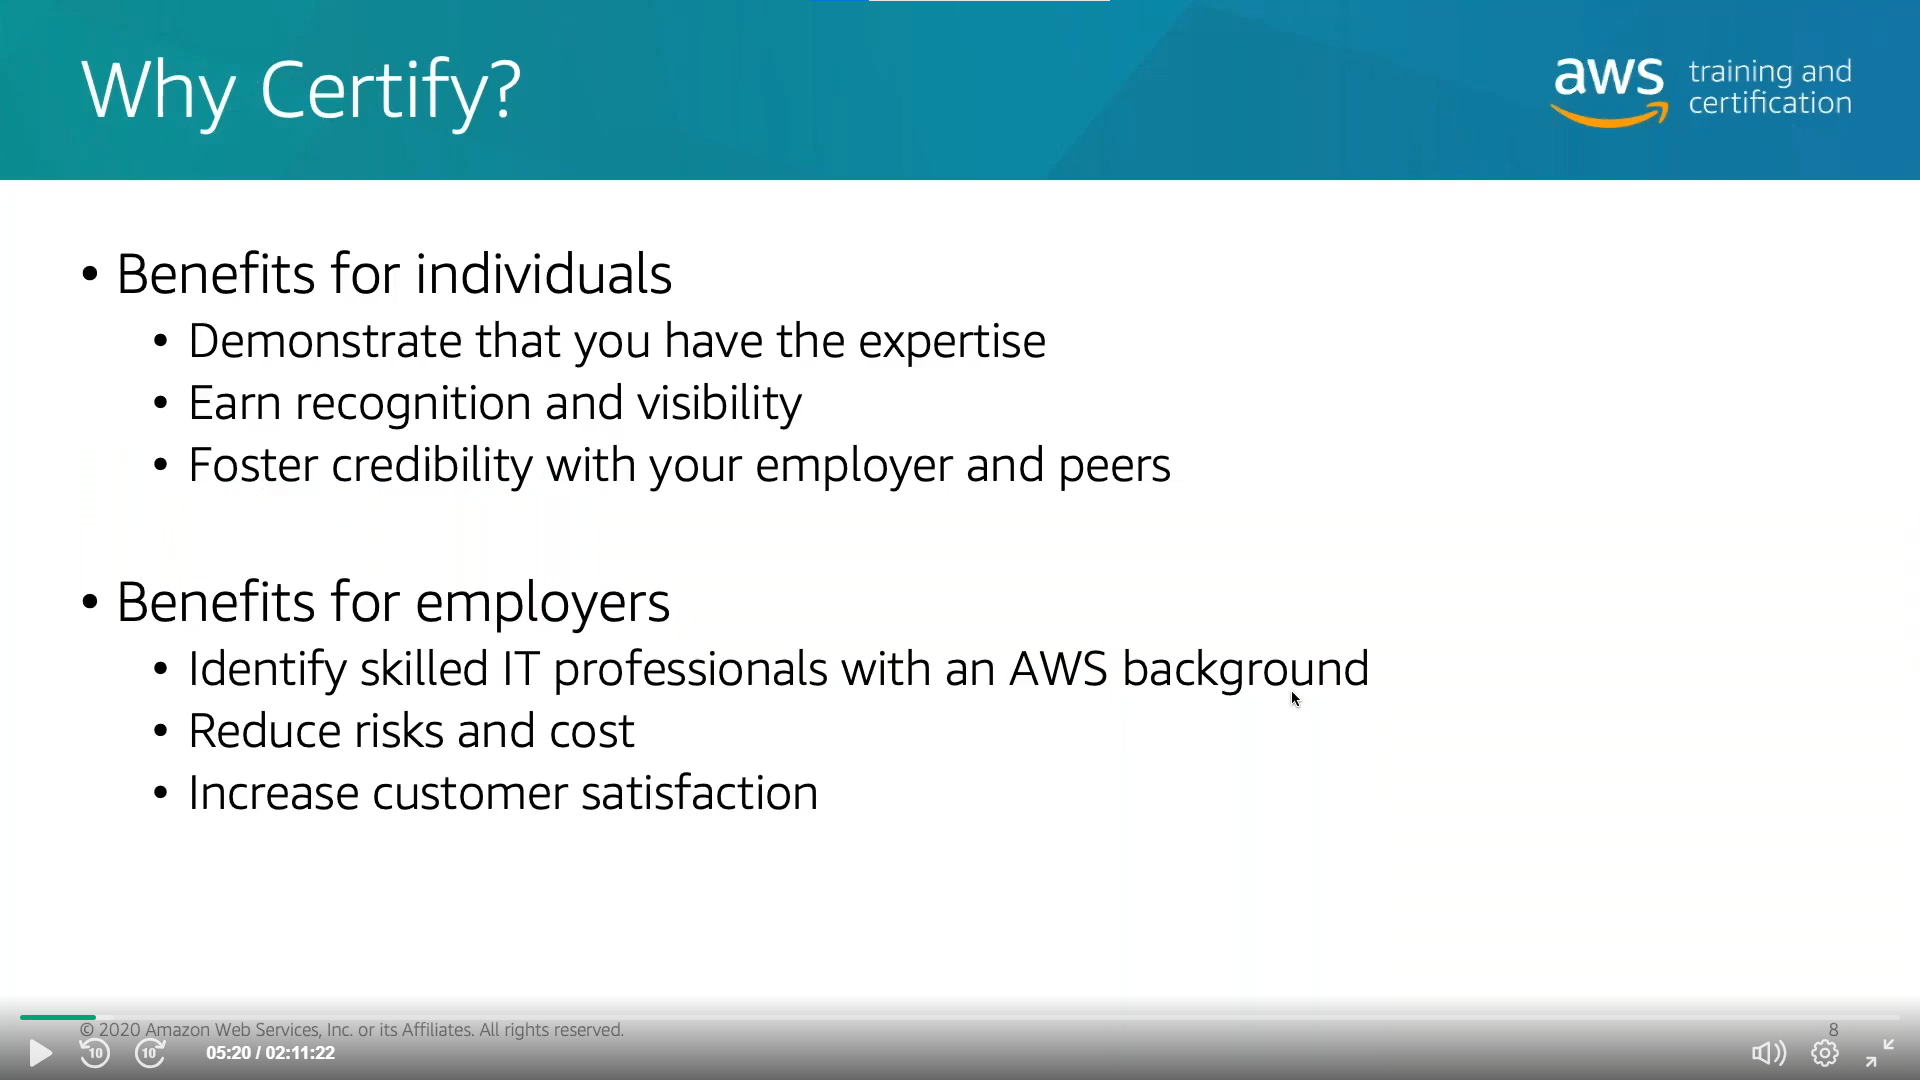 Why Certify?
aws training and
certification
• Benefits for individuals
• Demonstrate that you have the expertise
• Earn recognition and visibility
• Foster credibility with your employer and peers
• Benefits for employers
• Identify skilled IT professionals with an AWS background
• Reduce risks and cost
• Increase customer satisfaction
© 2020 Amazon Web Services, Inc. or its Affiliates. All rights reserved.
8
10 10 05:20 / 02:11:22